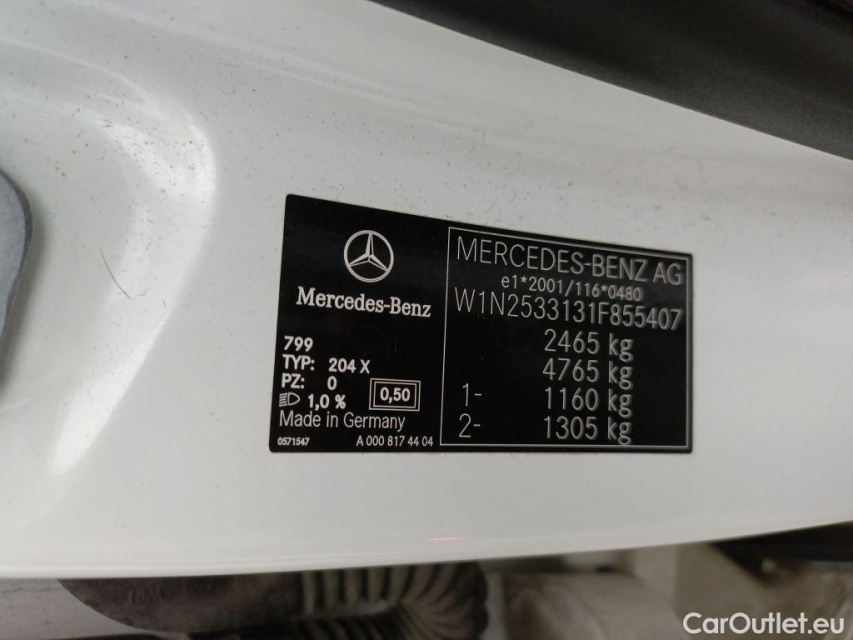 Mercedes-Benz
799
TYP: 204 X
PZ: 0
1,0 % 0,50
Made in Germany
0571547 A 000 817 44 04
MERCEDES-BENZ AG
e1*2001/116*0480
W1N2533131F855407
2465 kg
4765 kg
1- 1160 kg
2- 1305 kg
CarOutlet.eu